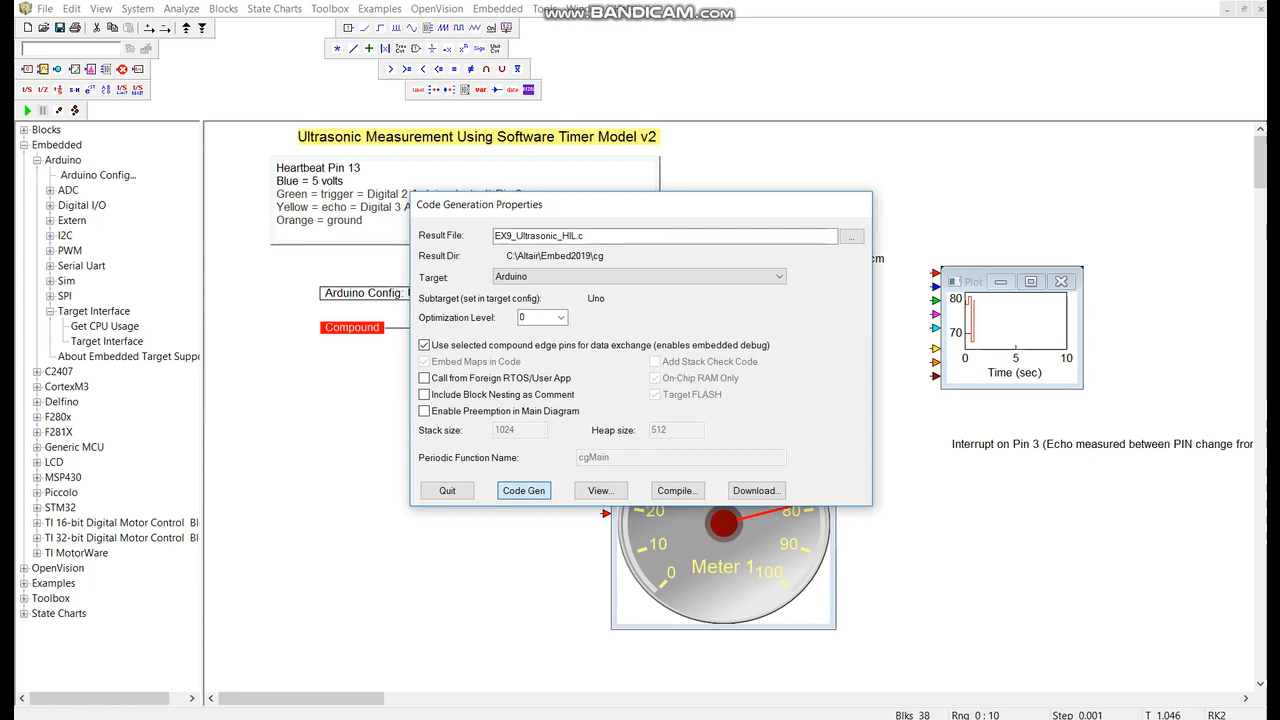 File Edit View System Analyze Blocks State Charts Toolbox Examples OpenVision Embedded Tools
www.BANDICAM.com
Blocks
Embedded
Arduino
Arduino Config...
ADC
Digital I/O
Extern
I2C
PWM
Serial Uart
Sim
SPI
Target Interface
Get CPU Usage
Target Interface
About Embedded Target Suppo
C2407
CortexM3
Delfino
F280x
F281X
Generic MCU
LCD
MSP430
Piccolo
STM32
TI 16-bit Digital Motor Control Bl
TI 32-bit Digital Motor Control Bl
TI MotorWare
OpenVision
Examples
Toolbox
State Charts
Ultrasonic Measurement Using Software Timer Model v2
Heartbeat Pin 13
Blue = 5 volts
Green = trigger = Digital 2
Yellow = echo = Digital 3 A
Orange = ground
Arduino Config:
Compound
cm
Code Generation Properties
Result File: EX9_Ultrasonic_HIL.c ...
Result Dir: C:\Altair\Embed2019\cg
Target: Arduino
Subtarget (set in target config): Uno
Optimization Level: 0
Use selected compound edge pins for data exchange (enables embedded debug)
Embed Maps in Code Add Stack Check Code
Call from Foreign RTOS/User App On-Chip RAM Only
Include Block Nesting as Comment Target FLASH
Enable Preemption in Main Diagram
Stack size: 1024 Heap size: 512
Periodic Function Name: cgMain
Quit Code Gen View... Compile... Download...
Plot
80
70
0 5 10
Time (sec)
Interrupt on Pin 3 (Echo measured between PIN change from
20 80
10 90
0 Meter 1 100
Blks 38 Rng 0 : 10 Step 0.001 T 1.046 RK2